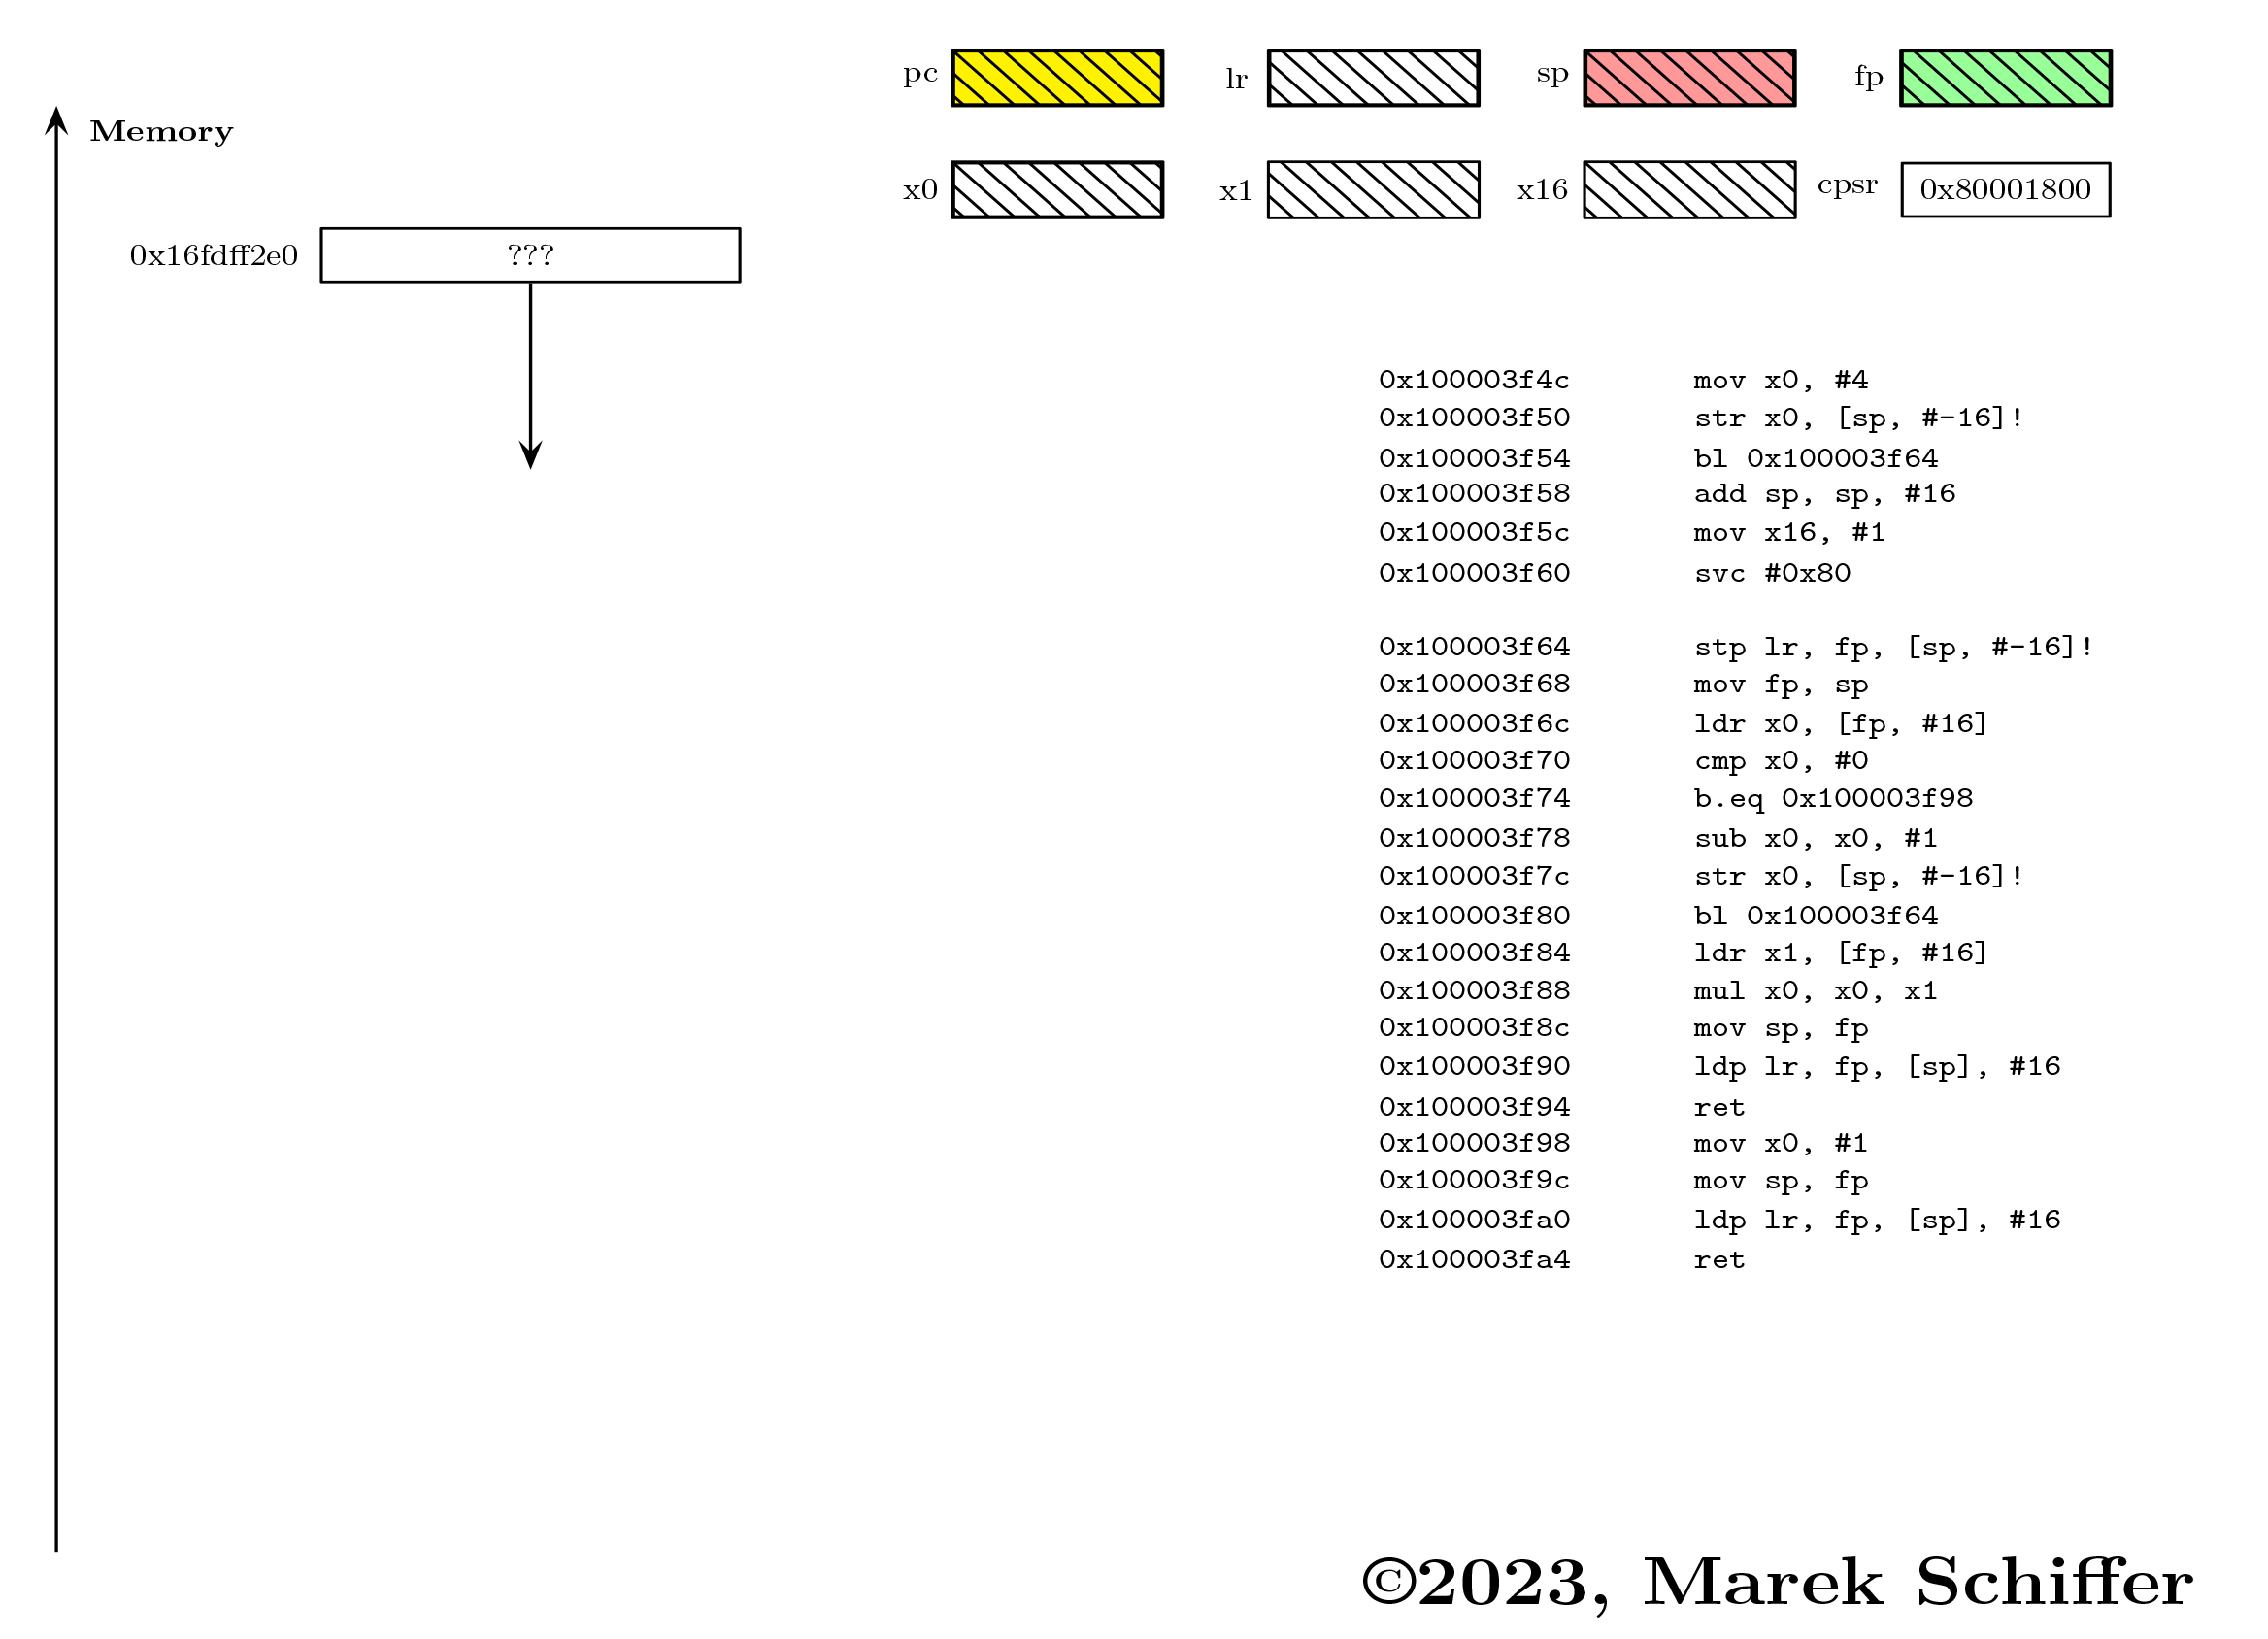 pc lr sp fp
Memory
x0 x1 x16 cpsr 0x80001800
0x16fdff2e0 ???
0x100003f4c mov x0, #4
0x100003f50 str x0, [sp, #-16]!
0x100003f54 bl 0x100003f64
0x100003f58 add sp, sp, #16
0x100003f5c mov x16, #1
0x100003f60 svc #0x80
0x100003f64 stp lr, fp, [sp, #-16]!
0x100003f68 mov fp, sp
0x100003f6c ldr x0, [fp, #16]
0x100003f70 cmp x0, #0
0x100003f74 b.eq 0x100003f98
0x100003f78 sub x0, x0, #1
0x100003f7c str x0, [sp, #-16]!
0x100003f80 bl 0x100003f64
0x100003f84 ldr x1, [fp, #16]
0x100003f88 mul x0, x0, x1
0x100003f8c mov sp, fp
0x100003f90 ldp lr, fp, [sp], #16
0x100003f94 ret
0x100003f98 mov x0, #1
0x100003f9c mov sp, fp
0x100003fa0 ldp lr, fp, [sp], #16
0x100003fa4 ret
©2023, Marek Schiffer